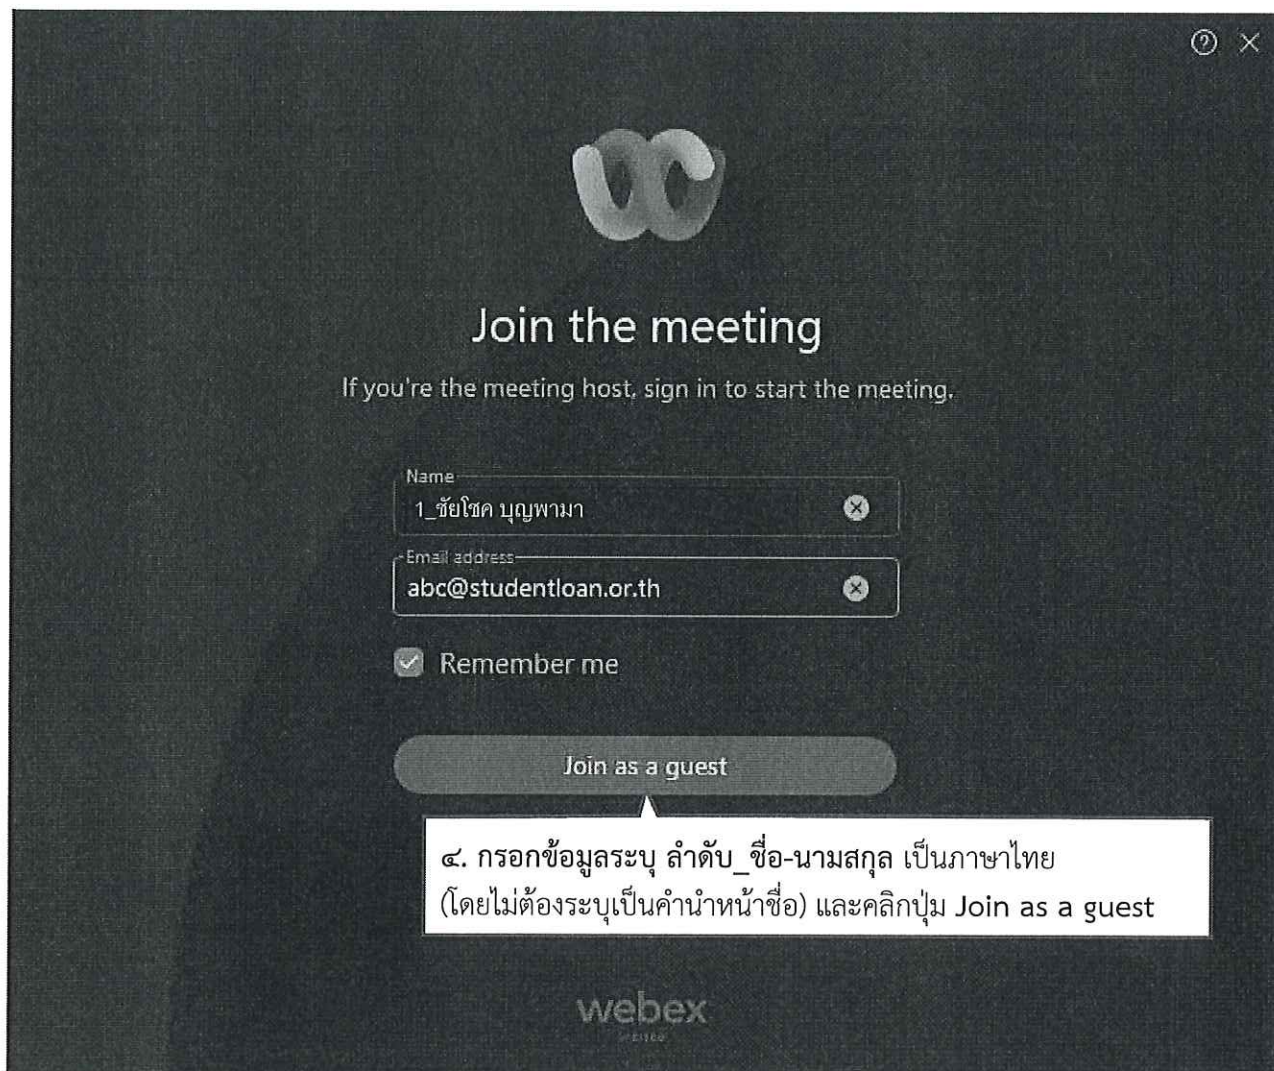 Join the meeting
If you're the meeting host, sign in to start the meeting.
Name
1_ชัยโชค บุญพามา
Email address
abc@studentloan.or.th
Remember me
Join as a guest
๔. กรอกข้อมูลระบุ ลำดับ_ชื่อ-นามสกุล เป็นภาษาไทย
(โดยไม่ต้องระบุเป็นคำนำหน้าชื่อ) และคลิกปุ่ม Join as a guest
webex
by CISCO